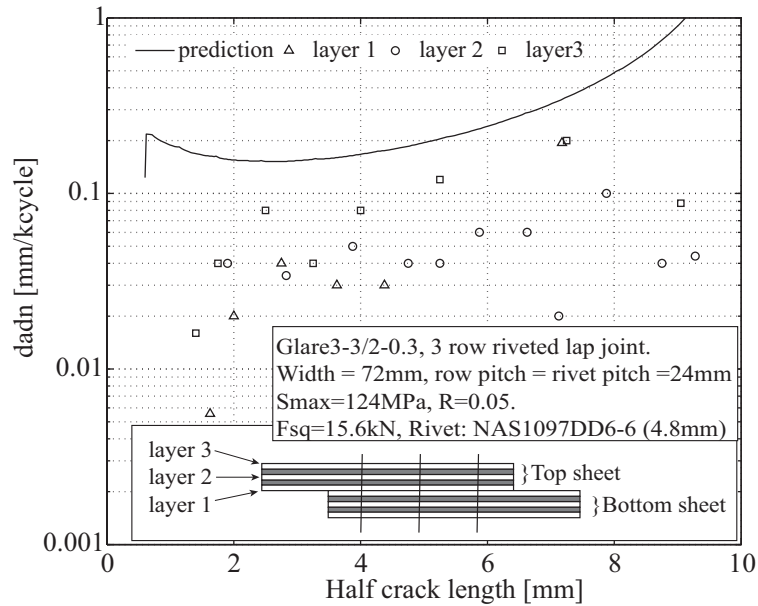 1
0.1
0.01
0.001
dadn [mm/kcycle]
prediction layer 1 layer 2 layer3
Glare3-3/2-0.3, 3 row riveted lap joint.
Width = 72mm, row pitch = rivet pitch =24mm
Smax=124MPa, R=0.05.
Fsq=15.6kN, Rivet: NAS1097DD6-6 (4.8mm)
layer 3
layer 2
layer 1
}Top sheet
}Bottom sheet
0 2 4 6 8 10
Half crack length [mm]